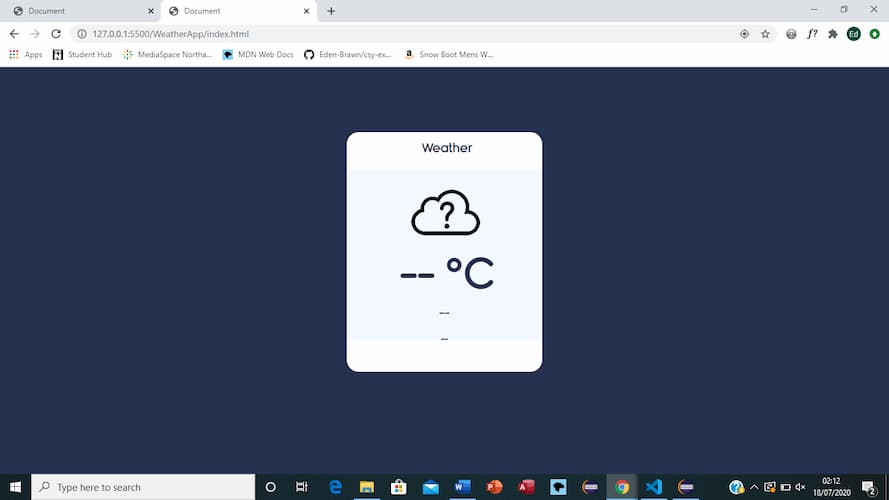 Document
Document
127.0.0.1:5500/WeatherApp/index.html
f?
Ed
Apps
Student Hub
MediaSpace Northa...
MDN Web Docs
Eden-Brawn/csy-ex...
Snow Boot Mens W...
Weather
?
-- °C
--
--
Type here to search
02:12
18/07/2020
2